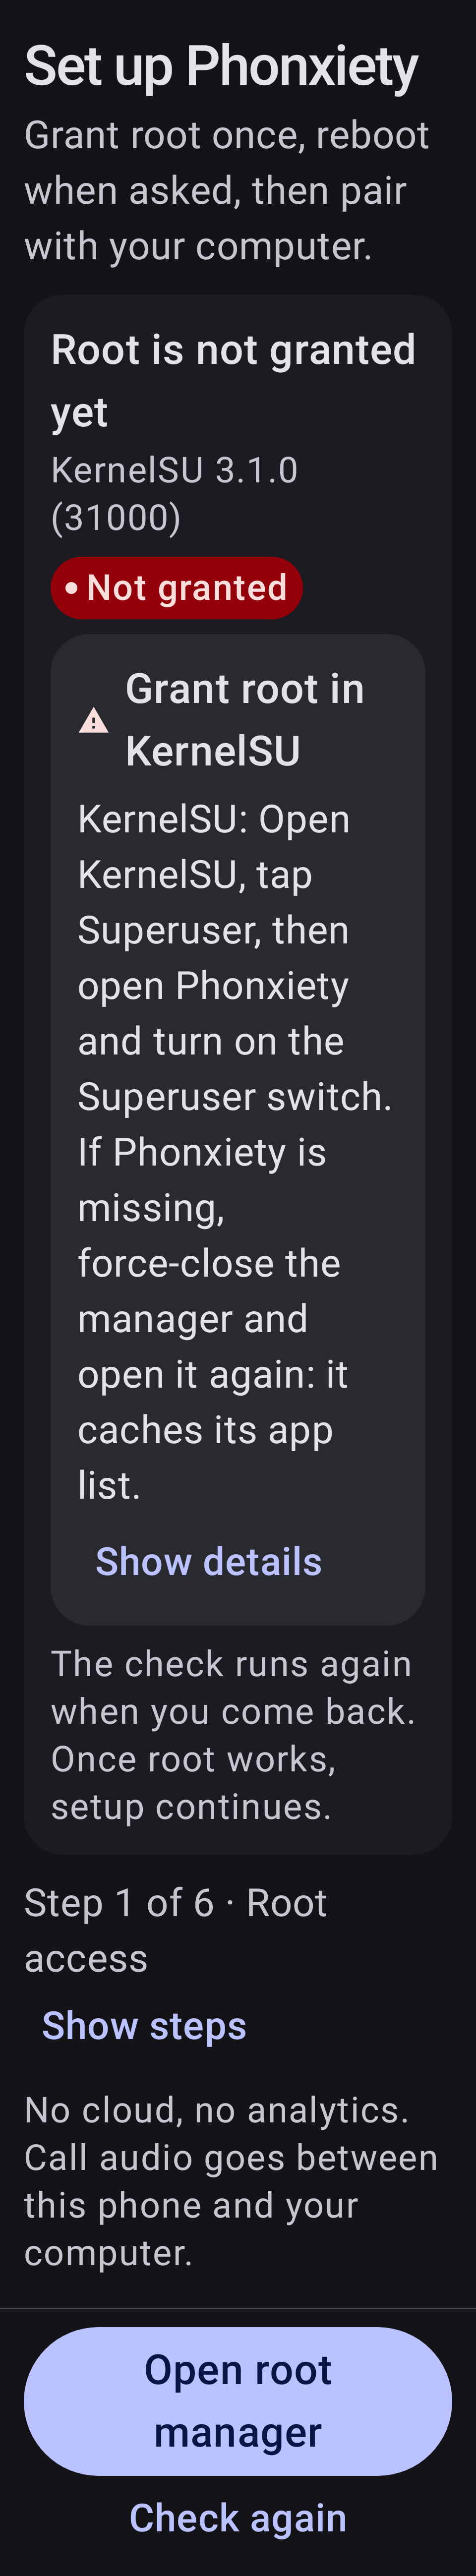 Set up Phonxiety
Grant root once, reboot
when asked, then pair
with your computer.
Root is not granted
yet
KernelSU 3.1.0
(31000)
• Not granted
Grant root in
KernelSU
KernelSU: Open
KernelSU, tap
Superuser, then
open Phonxiety
and turn on the
Superuser switch.
If Phonxiety is
missing,
force-close the
manager and
open it again: it
caches its app
list.
Show details
The check runs again
when you come back.
Once root works,
setup continues.
Step 1 of 6 · Root
access
Show steps
No cloud, no analytics.
Call audio goes between
this phone and your
computer.
Open root
manager
Check again